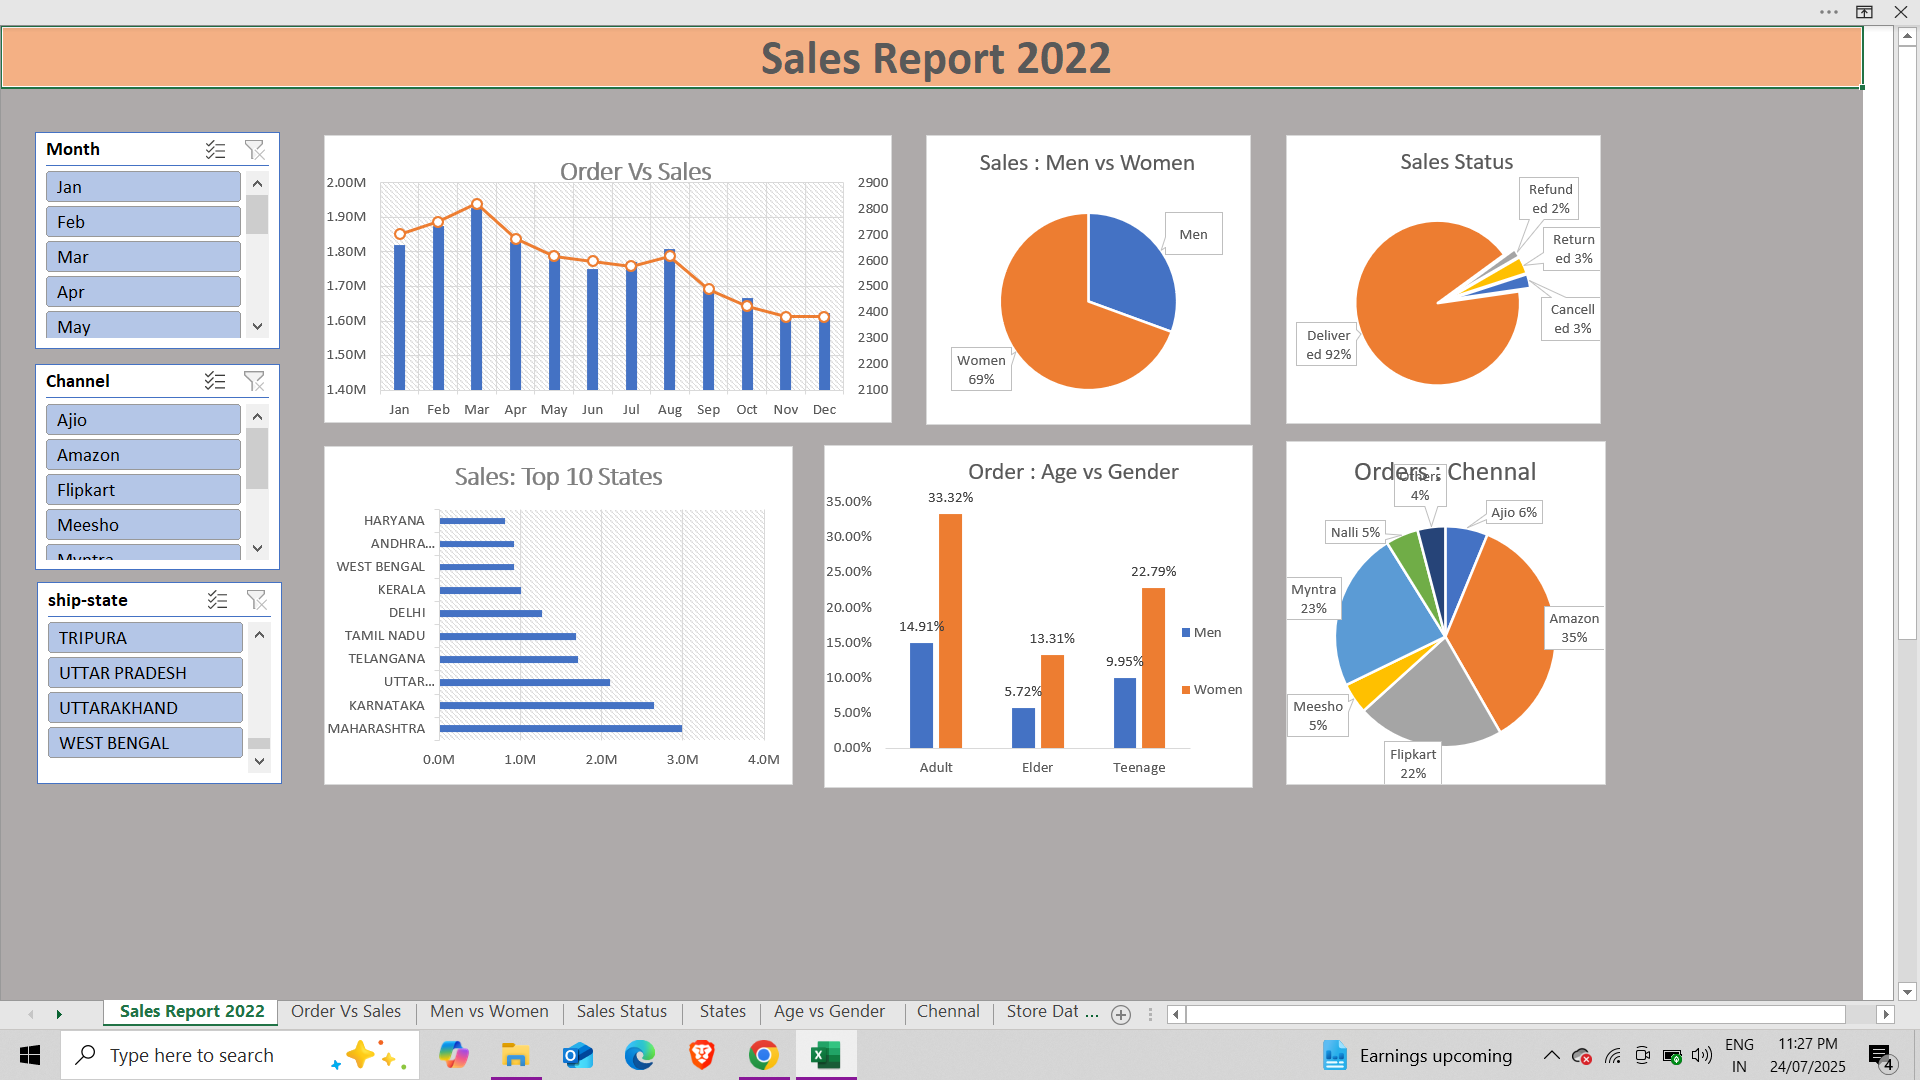 Sales Report 2022
Month
Jan
Feb
Mar
Apr
May
Channel
Ajio
Amazon
Flipkart
Meesho
Myntra
ship-state
TRIPURA
UTTAR PRADESH
UTTARAKHAND
WEST BENGAL
Order Vs Sales
2.00M
1.90M
1.80M
1.70M
1.60M
1.50M
1.40M
2900
2800
2700
2600
2500
2400
2300
2200
2100
Jan Feb Mar Apr May Jun Jul Aug Sep Oct Nov Dec
Sales : Men vs Women
Men
Women
69%
Sales Status
Refund
ed 2%
Return
ed 3%
Cancell
ed 3%
Deliver
ed 92%
Sales: Top 10 States
HARYANA
ANDHRA...
WEST BENGAL
KERALA
DELHI
TAMIL NADU
TELANGANA
UTTAR...
KARNATAKA
MAHARASHTRA
0.0M 1.0M 2.0M 3.0M 4.0M
Order : Age vs Gender
35.00%
30.00%
25.00%
20.00%
15.00%
10.00%
5.00%
0.00%
33.32%
22.79%
14.91%
13.31%
9.95%
5.72%
Men
Women
Adult Elder Teenage
Orders : Chennal
Others
4%
Ajio 6%
Nalli 5%
Myntra
23%
Amazon
35%
Meesho
5%
Flipkart
22%
Sales Report 2022 Order Vs Sales Men vs Women Sales Status States Age vs Gender Chennal Store Dat ...
Type here to search
Earnings upcoming
ENG
IN
11:27 PM
24/07/2025
4